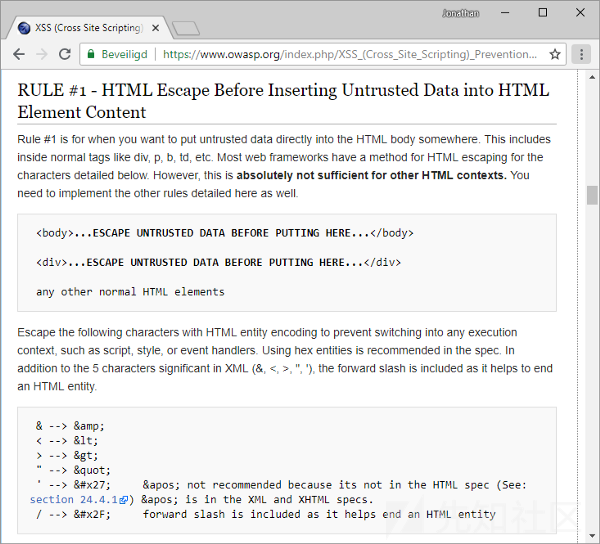 Jonathan
XSS (Cross Site Scripting)
Beveiligd | https://www.owasp.org/index.php/XSS_(Cross_Site_Scripting)_Prevention...
RULE #1 - HTML Escape Before Inserting Untrusted Data into HTML
Element Content
Rule #1 is for when you want to put untrusted data directly into the HTML body somewhere. This includes
inside normal tags like div, p, b, td, etc. Most web frameworks have a method for HTML escaping for the
characters detailed below. However, this is absolutely not sufficient for other HTML contexts. You
need to implement the other rules detailed here as well.
<body>...ESCAPE UNTRUSTED DATA BEFORE PUTTING HERE...</body>
<div>...ESCAPE UNTRUSTED DATA BEFORE PUTTING HERE...</div>
any other normal HTML elements
Escape the following characters with HTML entity encoding to prevent switching into any execution
context, such as script, style, or event handlers. Using hex entities is recommended in the spec. In
addition to the 5 characters significant in XML (&, <, >, ", '), the forward slash is included as it helps to end
an HTML entity.
& --> &amp;
< --> &lt;
> --> &gt;
" --> &quot;
' --> &#x27; &apos; not recommended because its not in the HTML spec (See:
section 24.4.1) &apos; is in the XML and XHTML specs.
/ --> &#x2F; forward slash is included as it helps end an HTML entity
先知社区